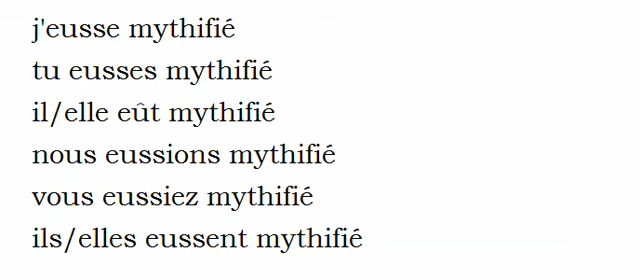 j'eusse mythifié
tu eusses mythifié
il/elle eût mythifié
nous eussions mythifié
vous eussiez mythifié
ils/elles eussent mythifié